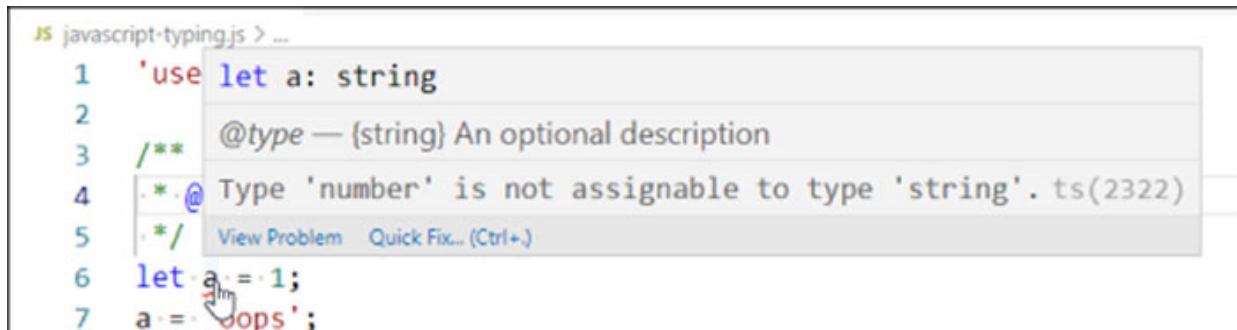 JS javascript-typing.js > ...
1 'use
let a: string
2
@type — {string} An optional description
3 /**
4 * @
Type 'number' is not assignable to type 'string'. ts(2322)
5 */
View Problem Quick Fix... (Ctrl+.)
6 let a = 1;
7 a = 'oops';